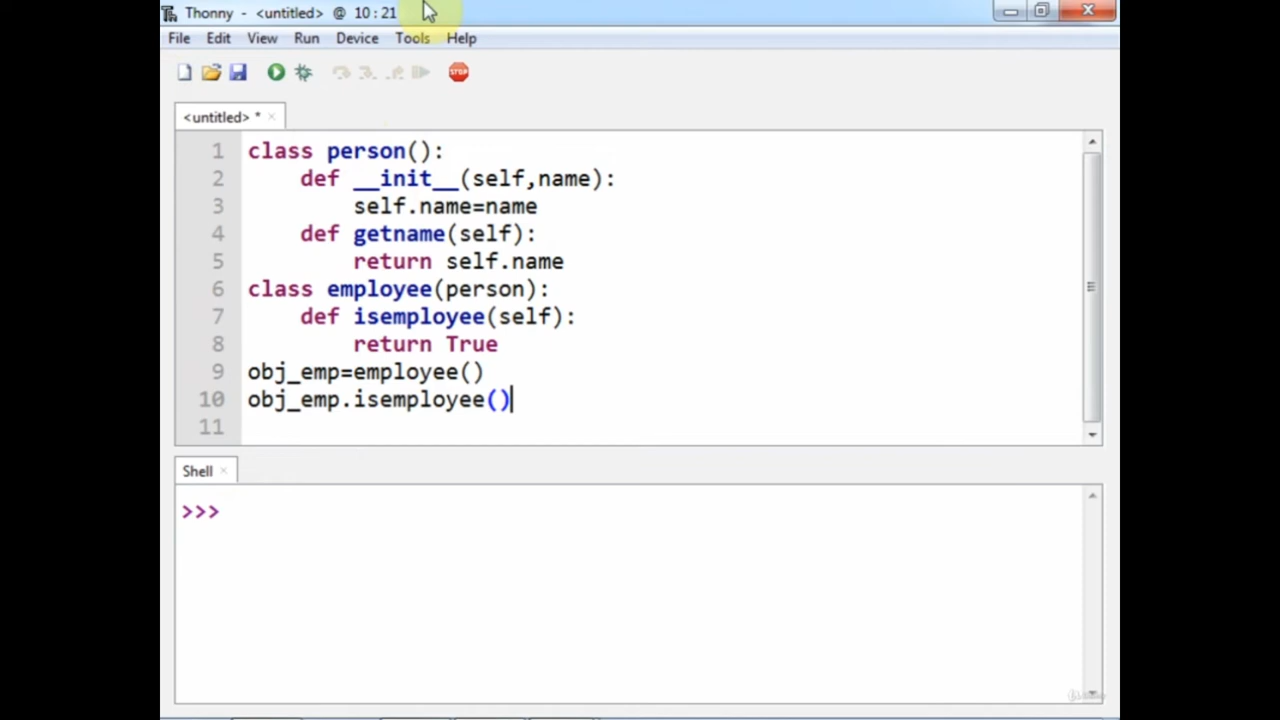 Thonny - <untitled> @ 10 : 21
File Edit View Run Device Tools Help
STOP
<untitled> * ×
1 class person():
2     def __init__(self,name):
3         self.name=name
4     def getname(self):
5         return self.name
6 class employee(person):
7     def isemployee(self):
8         return True
9 obj_emp=employee()
10 obj_emp.isemployee()
11
Shell ×
>>>